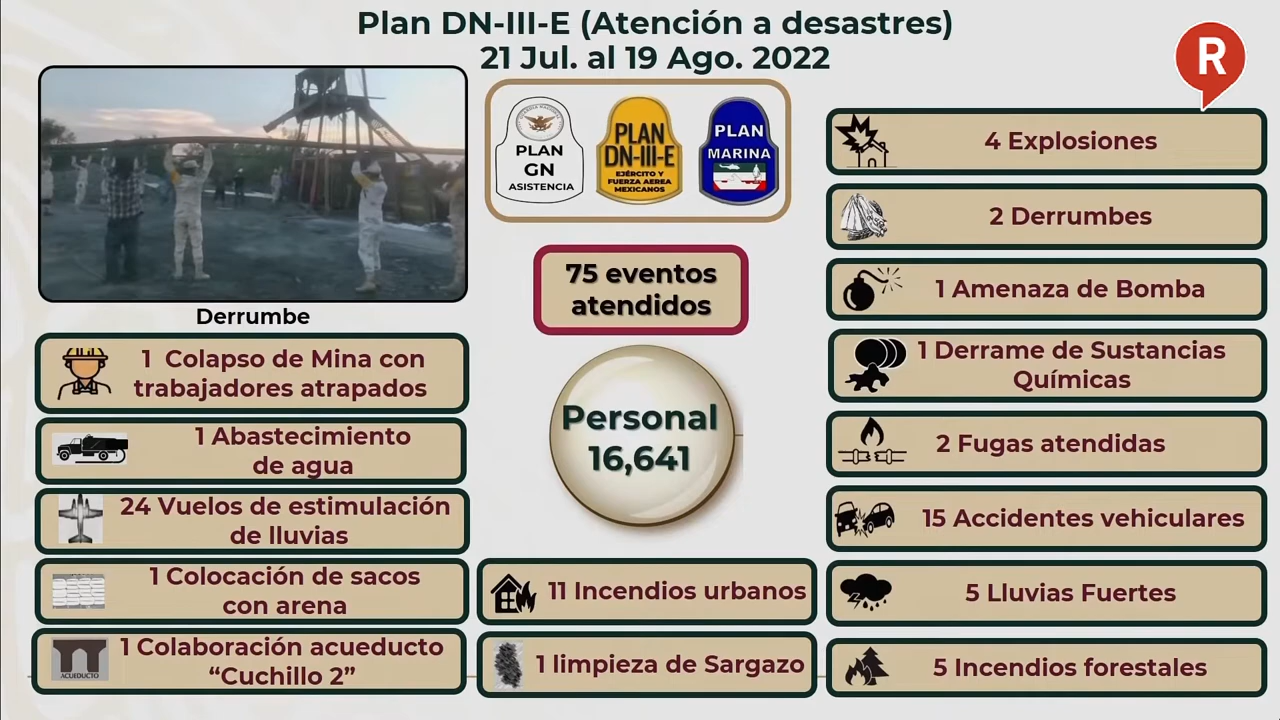 Plan DN-III-E (Atención a desastres)
21 Jul. al 19 Ago. 2022
R
Derrumbe
1 Colapso de Mina con
trabajadores atrapados
1 Abastecimiento
de agua
24 Vuelos de estimulación
de lluvias
1 Colocación de sacos
con arena
ACUEDUCTO
1 Colaboración acueducto
“Cuchillo 2”
PLAN
GN
ASISTENCIA
PLAN
DN-III-E
EJÉRCITO Y
FUERZA AEREA
MEXICANOS
PLAN
MARINA
75 eventos
atendidos
Personal
16,641
11 Incendios urbanos
1 limpieza de Sargazo
4 Explosiones
2 Derrumbes
1 Amenaza de Bomba
1 Derrame de Sustancias
Químicas
2 Fugas atendidas
15 Accidentes vehiculares
5 Lluvias Fuertes
5 Incendios forestales